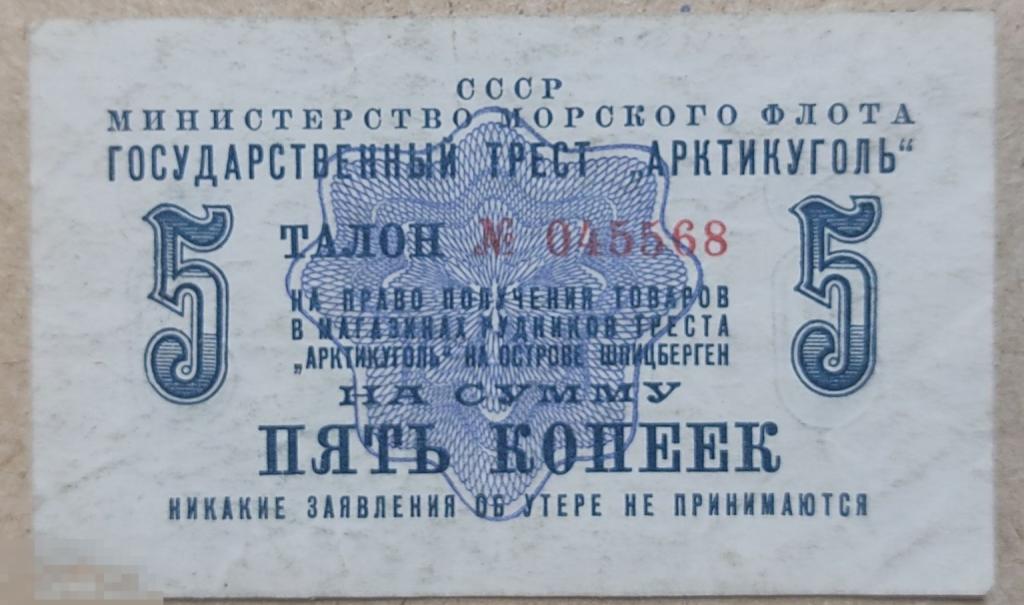 СССР
МИНИСТЕРСТВО МОРСКОГО ФЛОТА
ГОСУДАРСТВЕННЫЙ ТРЕСТ „АРКТИКУГОЛЬ“
5 ТАЛОН № 045568 5
НА ПРАВО ПОЛУЧЕНИЯ ТОВАРОВ
В МАГАЗИНАХ РУДНИКОВ ТРЕСТА
„АРКТИКУГОЛЬ“ НА ОСТРОВЕ ШПИЦБЕРГЕН
НА СУММУ
ПЯТЬ КОПЕЕК
НИКАКИЕ ЗАЯВЛЕНИЯ ОБ УТЕРЕ НЕ ПРИНИМАЮТСЯ